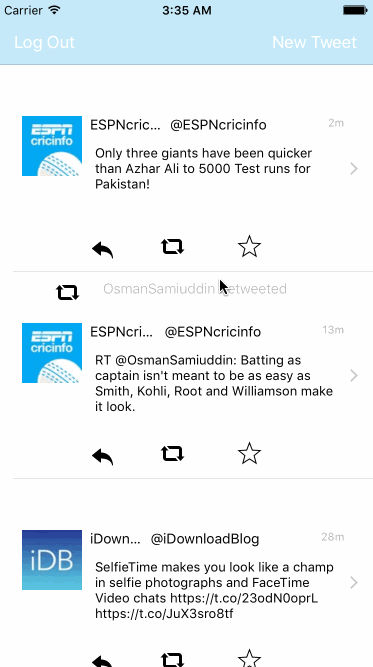 Carrier 3:35 AM
Log Out New Tweet
ESPN cricinfo
ESPNcric... @ESPNcricinfo 2m
Only three giants have been quicker
than Azhar Ali to 5000 Test runs for
Pakistan!
OsmanSamiuddin retweeted
ESPN cricinfo
ESPNcri... @ESPNcricinfo 13m
RT @OsmanSamiuddin: Batting as
captain isn't meant to be as easy as
Smith, Kohli, Root and Williamson make
it look.
iDB
iDown... @iDownloadBlog 28m
SelfieTime makes you look like a champ
in selfie photographs and FaceTime
Video chats https://t.co/23odN0oprL
https://t.co/JuX3sro8tf